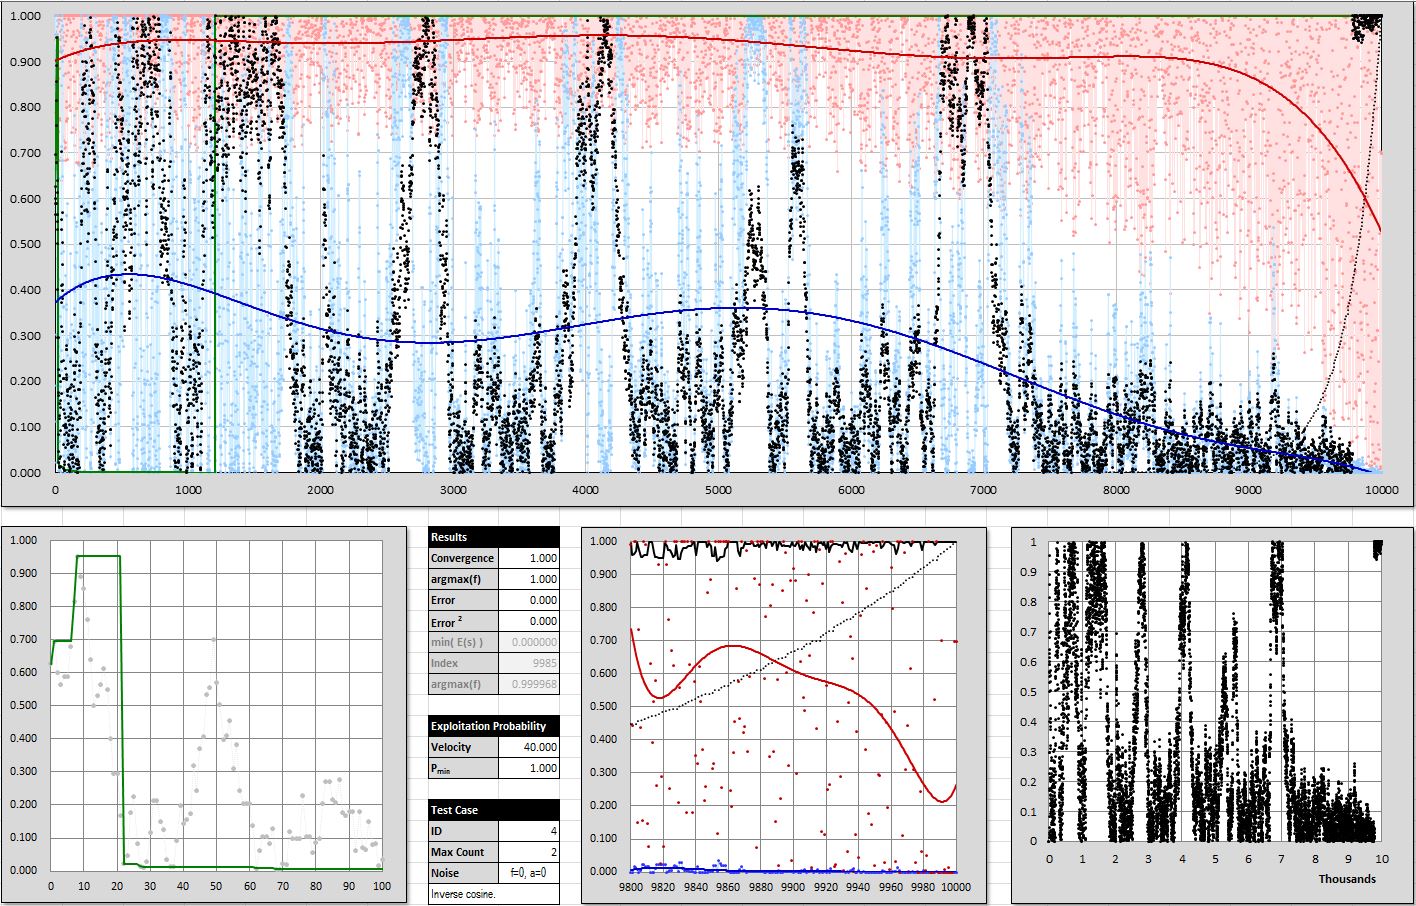 1.000
0.900
0.800
0.700
0.600
0.500
0.400
0.300
0.200
0.100
0.000
0 1000 2000 3000 4000 5000 6000 7000 8000 9000 10000
1.000
0.900
0.800
0.700
0.600
0.500
0.400
0.300
0.200
0.100
0.000
0 10 20 30 40 50 60 70 80 90 100
Results
Convergence 1.000
argmax(f) 1.000
Error 0.000
Error ² 0.000
min( E(s) ) 0.000000
Index 9985
argmax(f) 0.999968
Exploitation Probability
Velocity 40.000
Pmin 1.000
Test Case
ID 4
Max Count 2
Noise f=0, a=0
Inverse cosine.
1.000
0.900
0.800
0.700
0.600
0.500
0.400
0.300
0.200
0.100
0.000
9800 9820 9840 9860 9880 9900 9920 9940 9960 9980 10000
1
0.9
0.8
0.7
0.6
0.5
0.4
0.3
0.2
0.1
0
0 1 2 3 4 5 6 7 8 9 10
Thousands